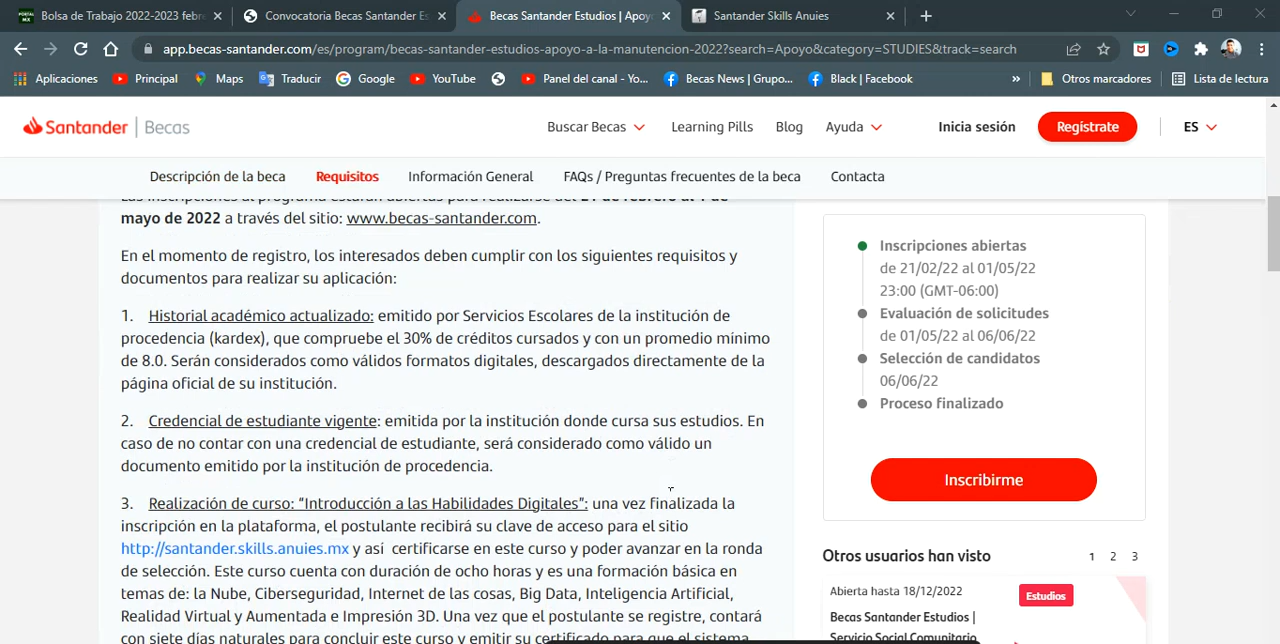 Bolsa de Trabajo 2022-2023 febre
Convocatoria Becas Santander Es
Becas Santander Estudios | Apoyo
Santander Skills Anuies
app.becas-santander.com/es/program/becas-santander-estudios-apoyo-a-la-manutencion-2022?search=Apoyo&category=STUDIES&track=search
Aplicaciones Principal Maps Traducir Google YouTube Panel del canal - Yo... Becas News | Grupo... Black | Facebook » Otros marcadores Lista de lectura
Santander | Becas Buscar Becas Learning Pills Blog Ayuda Inicia sesión Regístrate ES
Descripción de la beca Requisitos Información General FAQs / Preguntas frecuentes de la beca Contacta
mayo de 2022 a través del sitio: www.becas-santander.com.
En el momento de registro, los interesados deben cumplir con los siguientes requisitos y
documentos para realizar su aplicación:
1. Historial académico actualizado: emitido por Servicios Escolares de la institución de
procedencia (kardex), que compruebe el 30% de créditos cursados y con un promedio mínimo
de 8.0. Serán considerados como válidos formatos digitales, descargados directamente de la
página oficial de su institución.
2. Credencial de estudiante vigente: emitida por la institución donde cursa sus estudios. En
caso de no contar con una credencial de estudiante, será considerado como válido un
documento emitido por la institución de procedencia.
3. Realización de curso: “Introducción a las Habilidades Digitales”: una vez finalizada la
inscripción en la plataforma, el postulante recibirá su clave de acceso para el sitio
http://santander.skills.anuies.mx y así certificarse en este curso y poder avanzar en la ronda
de selección. Este curso cuenta con duración de ocho horas y es una formación básica en
temas de: la Nube, Ciberseguridad, Internet de las cosas, Big Data, Inteligencia Artificial,
Realidad Virtual y Aumentada e Impresión 3D. Una vez que el postulante se registre, contará
con siete días naturales para concluir este curso y emitir su certificado para que el sistema
Inscripciones abiertas
de 21/02/22 al 01/05/22
23:00 (GMT-06:00)
Evaluación de solicitudes
de 01/05/22 al 06/06/22
Selección de candidatos
06/06/22
Proceso finalizado
Inscribirme
Otros usuarios han visto 1 2 3
Abierta hasta 18/12/2022 Estudios
Becas Santander Estudios |
Servicio Social Comunitario